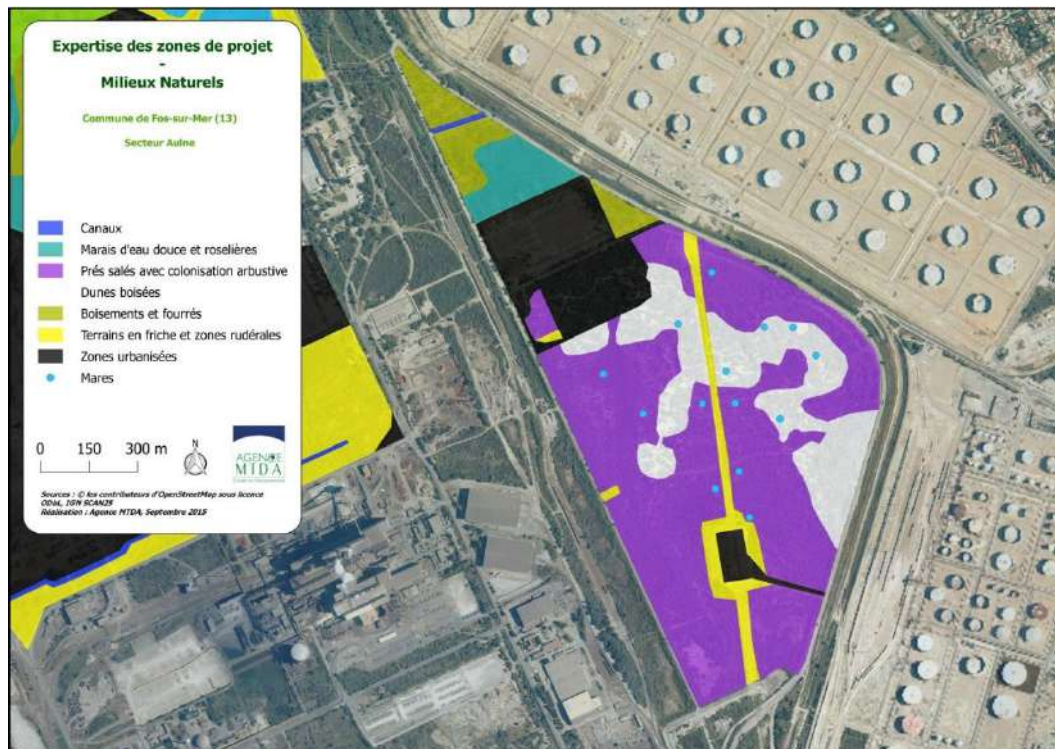 Expertise des zones de projet
-
Milieux Naturels
Commune de Fos-sur-Mer (13)
Secteur Aulne
Canaux
Marais d'eau douce et roselières
Prés salés avec colonisation arbustive
Dunes boisées
Boisements et fourrés
Terrains en friche et zones rudérales
Zones urbanisées
Mares
0 150 300 m
N
AGENCE
MTDA
Sources : © les contributeurs d'OpenStreetMap sous licence
ODbL, IGN SCAN25
Réalisation : Agence MTDA, Septembre 2015